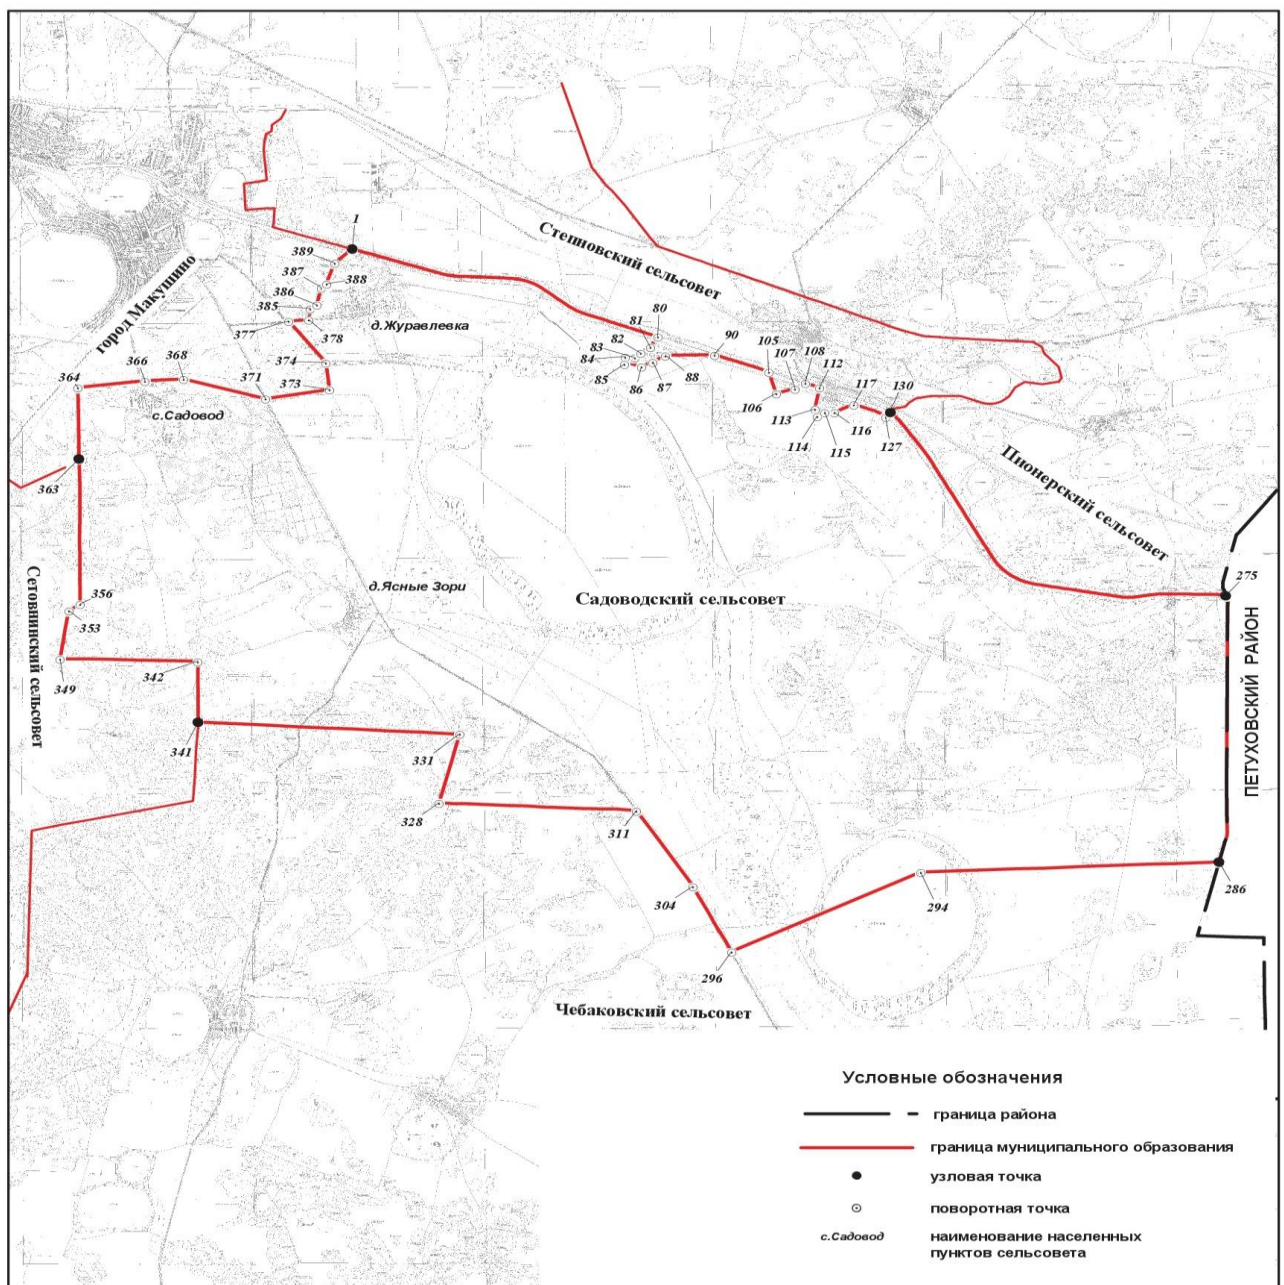 1
389
Степновский сельсовет
387
388
город Макушино
386
385
377
378
д.Журавлевка
81
80
82
83
84
85
86
87
88
90
105
107
108
112
106
117
130
113
114
115
116
127
374
373
371
368
366
364
с.Садовод
363
Пионерский сельсовет
275
Сетовнинский сельсовет
356
353
д.Ясные Зори
Садоводский сельсовет
ПЕТУХОВСКИЙ РАЙОН
349
342
341
331
328
311
304
294
286
296
Чебаковский сельсовет
Условные обозначения
граница района
граница муниципального образования
узловая точка
поворотная точка
с.Садовод
наименование населенных
пунктов сельсовета